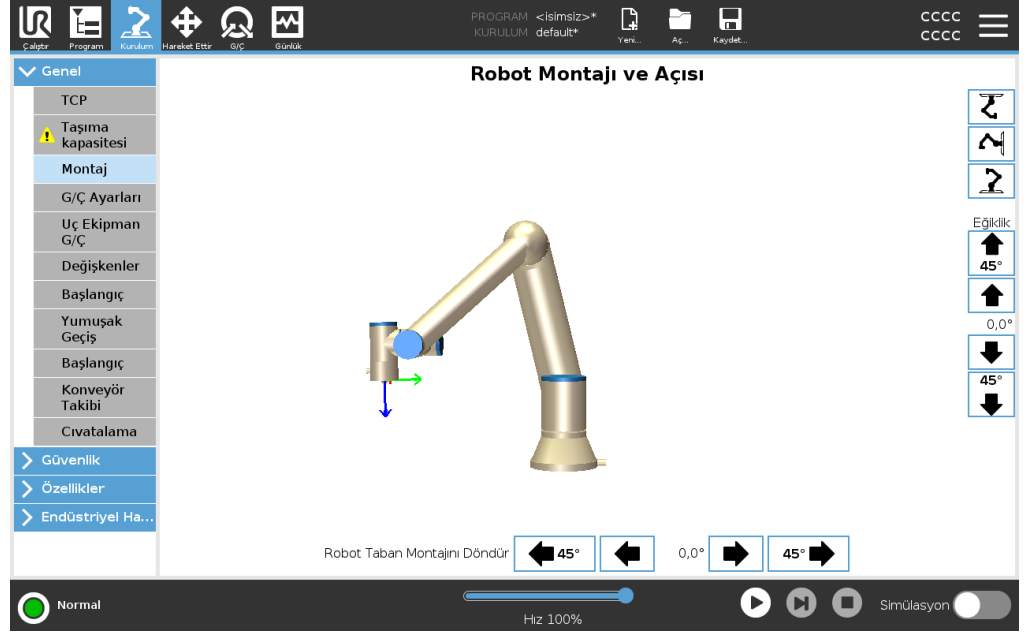 Çalıştır
Program
Kurulum
Hareket Ettir
G/Ç
Günlük
PROGRAM <isimsiz>*
KURULUM default*
Yeni...
Aç...
Kaydet...
CCCC
CCCC
Genel
TCP
Taşıma
kapasitesi
Montaj
G/Ç Ayarları
Uç Ekipman
G/Ç
Değişkenler
Başlangıç
Yumuşak
Geçiş
Başlangıç
Konveyör
Takibi
Cıvatalama
Güvenlik
Özellikler
Endüstriyel Ha...
Robot Montajı ve Açısı
Eğiklik
45°
0,0°
45°
Robot Taban Montajını Döndür
45°
0,0°
45°
Normal
Hız 100%
Simülasyon